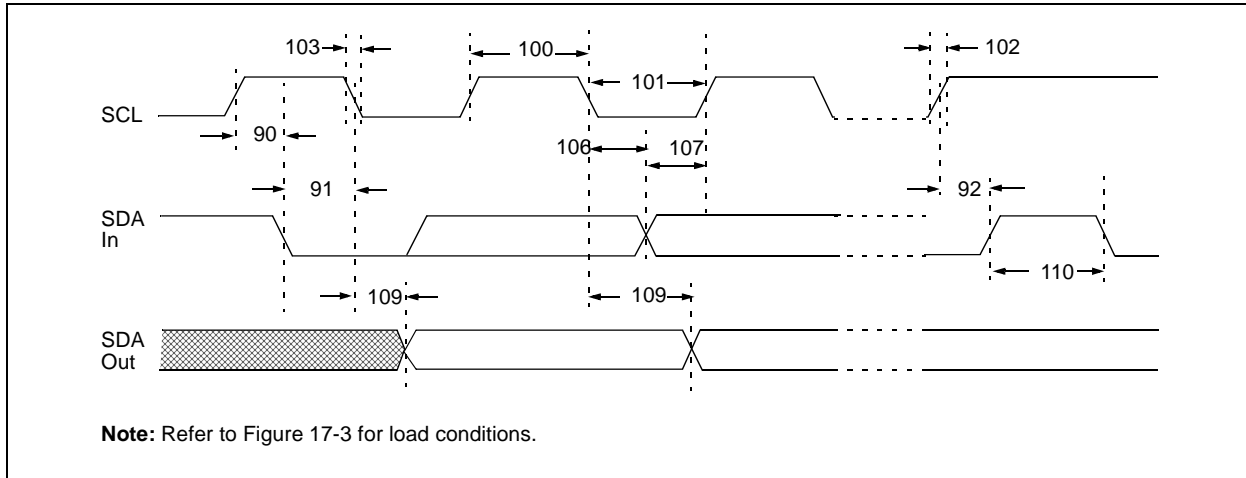 103
100
102
101
SCL
90
106
107
91
92
SDA
In
110
109
109
SDA
Out
Note: Refer to Figure 17-3 for load conditions.